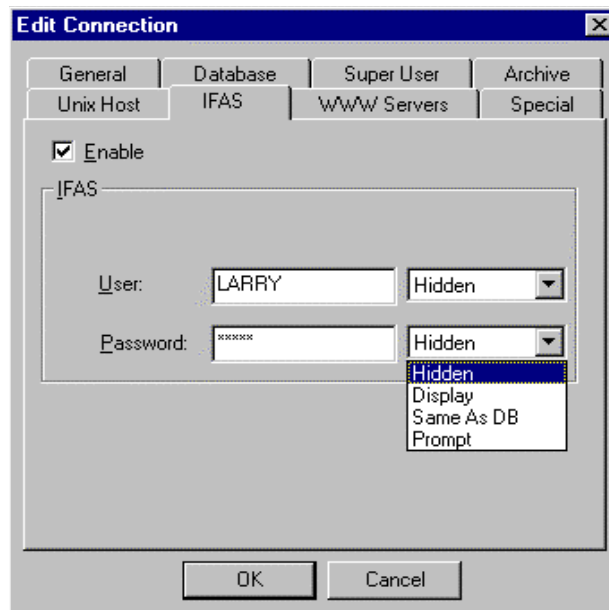 Edit Connection
General Database Super User Archive
Unix Host IFAS WWW Servers Special
Enable
IFAS
User: LARRY Hidden
Password: ***** Hidden
Hidden
Display
Same As DB
Prompt
OK Cancel